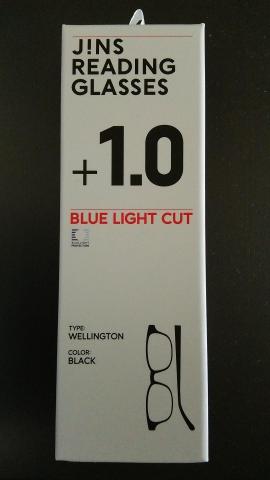 J!NS
READING
GLASSES
+1.0
BLUE LIGHT CUT
TYPE:
WELLINGTON
COLOR:
BLACK